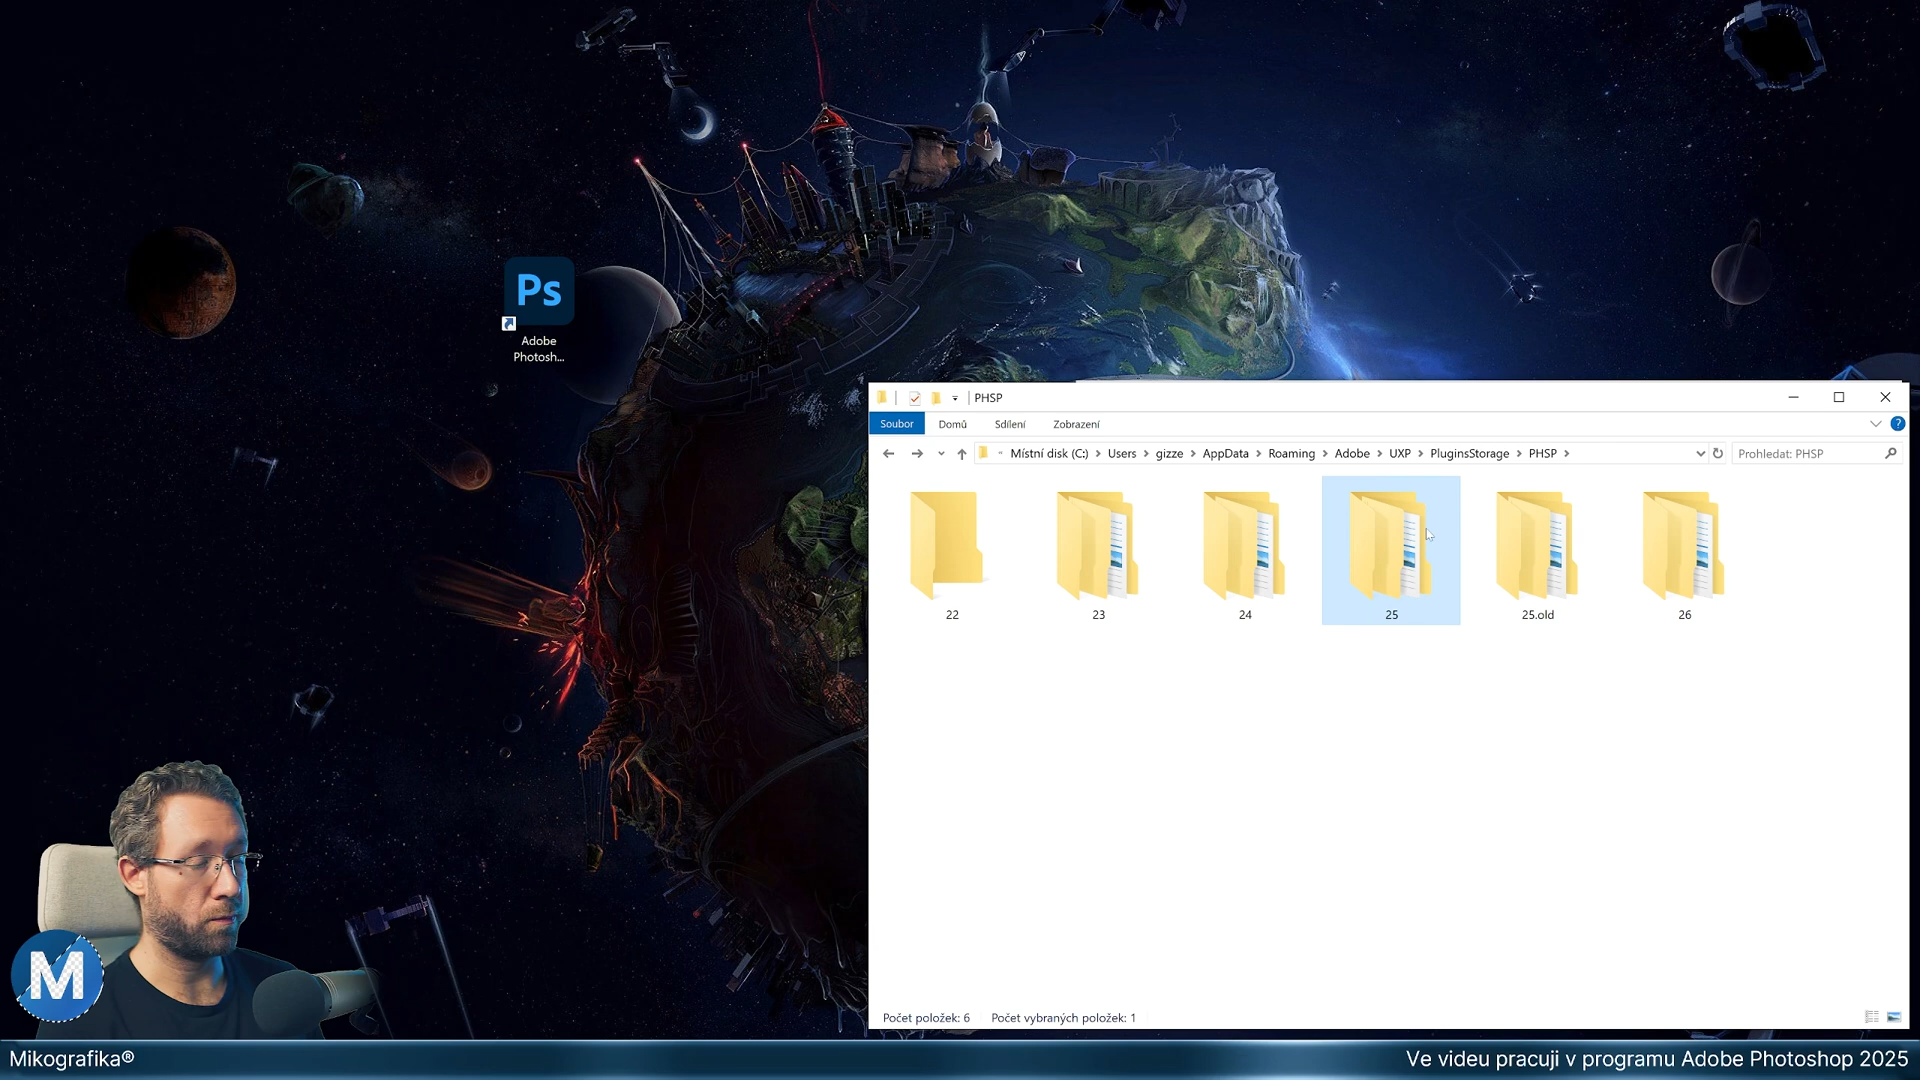 Ps
Adobe
Photosh...
PHSP
Soubor
Domů
Sdílení
Zobrazení
?
Místní disk (C:) > Users > gizze > AppData > Roaming > Adobe > UXP > PluginsStorage > PHSP >
Prohledat: PHSP
22
23
24
25
25.old
26
Počet položek: 6
Počet vybraných položek: 1
M
Mikografika®
Ve videu pracuji v programu Adobe Photoshop 2025